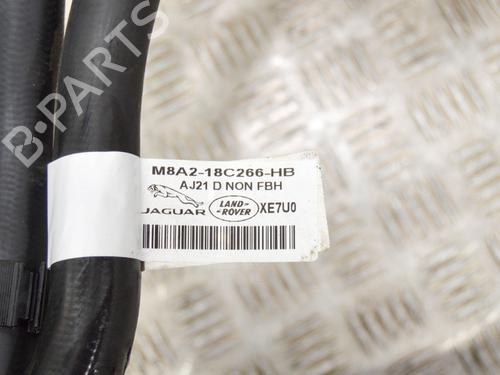 B-PARTS
M8A2-18C266-HB
AJ21 D NON FBH
JAGUAR LAND-ROVER XE7U0